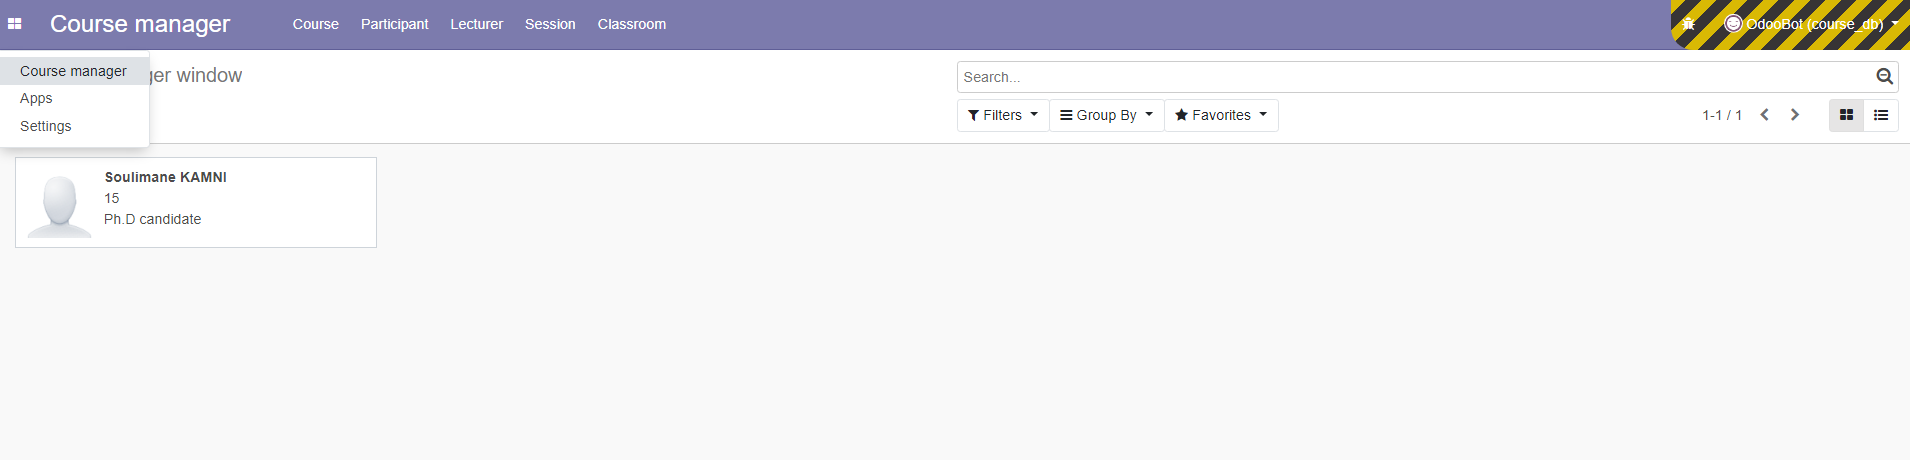 Course manager Course Participant Lecturer Session Classroom OdooBot (course_db)
Course manager
Apps
Settings
ger window
Search...
Filters Group By Favorites 1-1 / 1
Soulimane KAMNI
15
Ph.D candidate